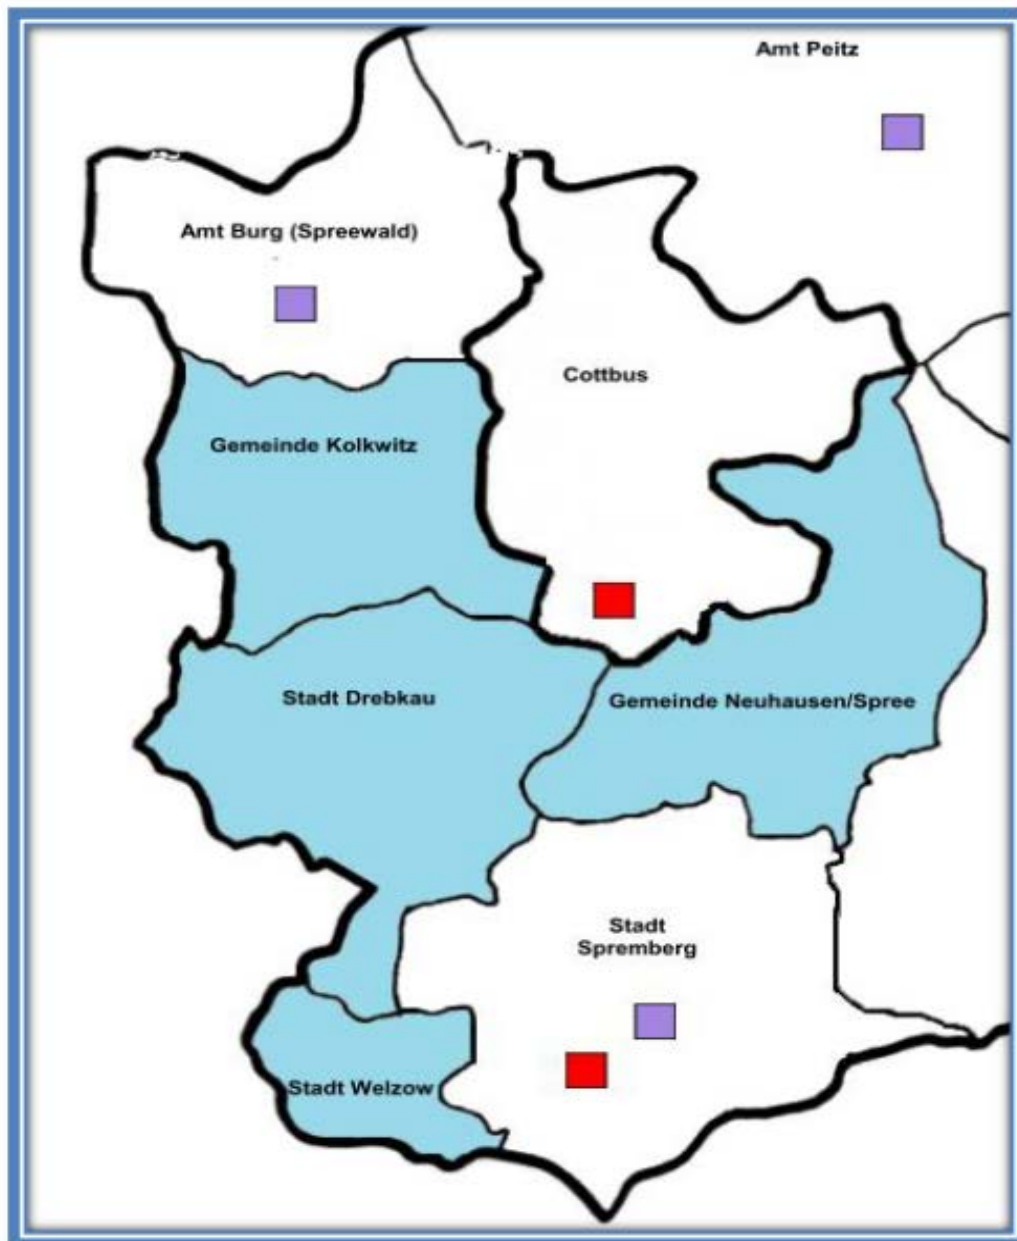 Amt Peitz
Amt Burg (Spreewald)
Cottbus
Gemeinde Kolkwitz
Stadt Drebkau
Gemeinde Neuhausen/Spree
Stadt
Spremberg
Stadt Welzow